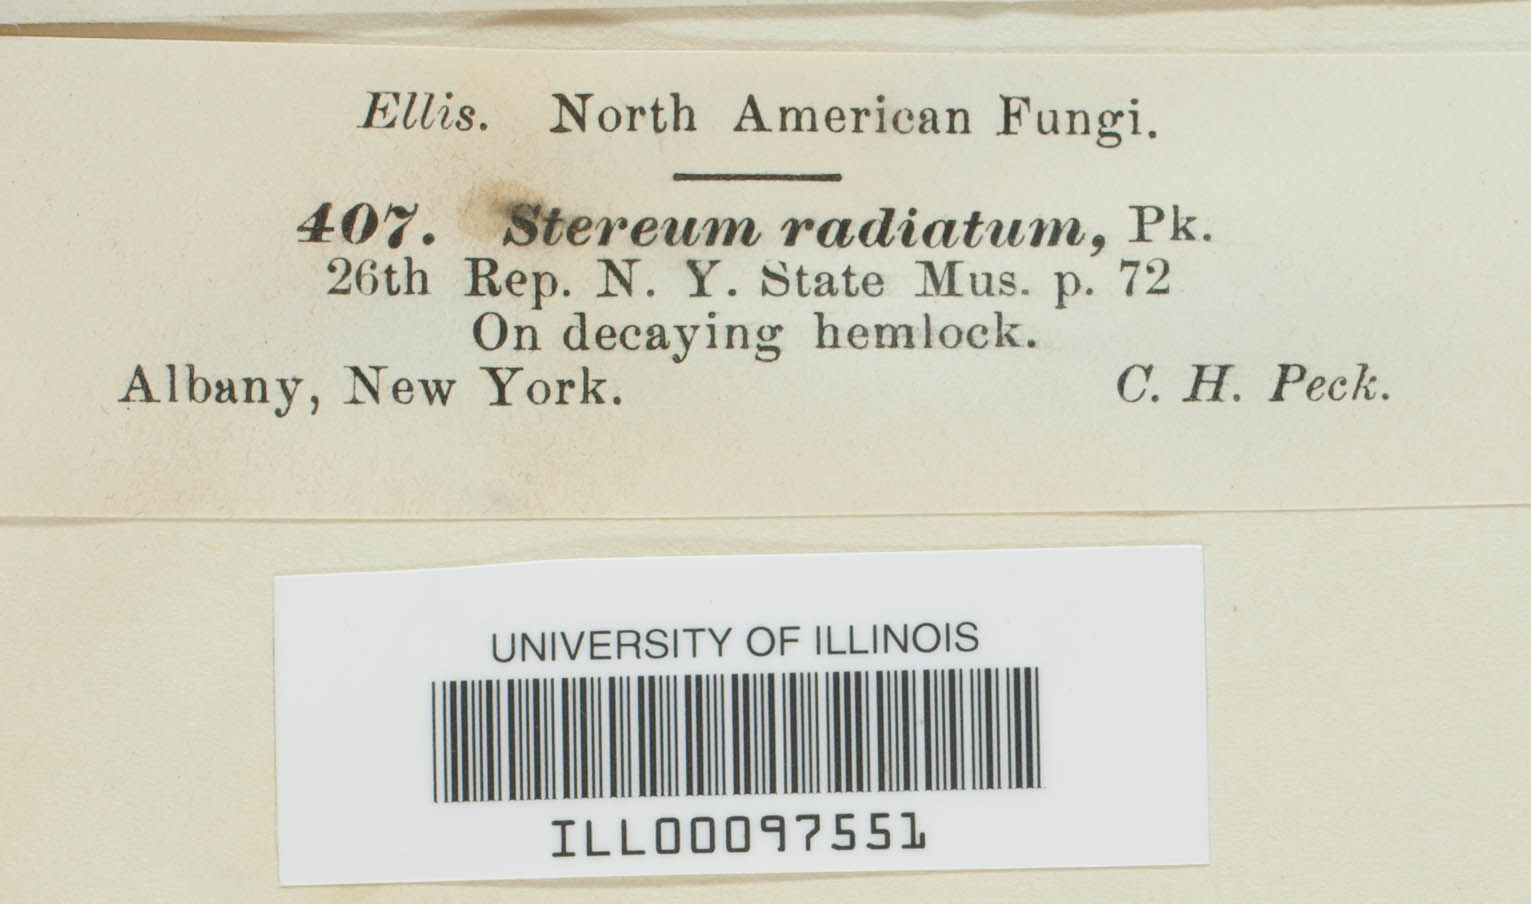 Ellis. North American Fungi.
407. Stereum radiatum, Pk.
26th Rep. N. Y. State Mus. p. 72
On decaying hemlock.
Albany, New York. C. H. Peck.
UNIVERSITY OF ILLINOIS
ILL00097551